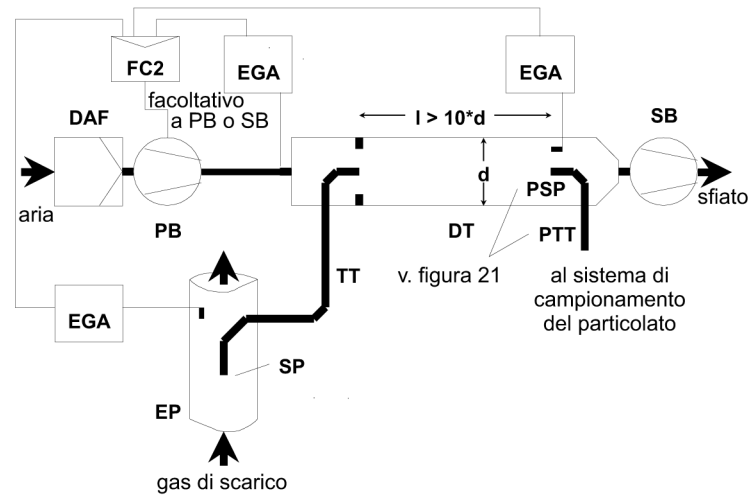 FC2
EGA
EGA
facoltativo
a PB o SB
DAF
l > 10*d
SB
aria
d
PSP
sfiato
PB
DT
PTT
TT
v. figura 21
al sistema di
campionamento
del particolato
EGA
SP
EP
gas di scarico